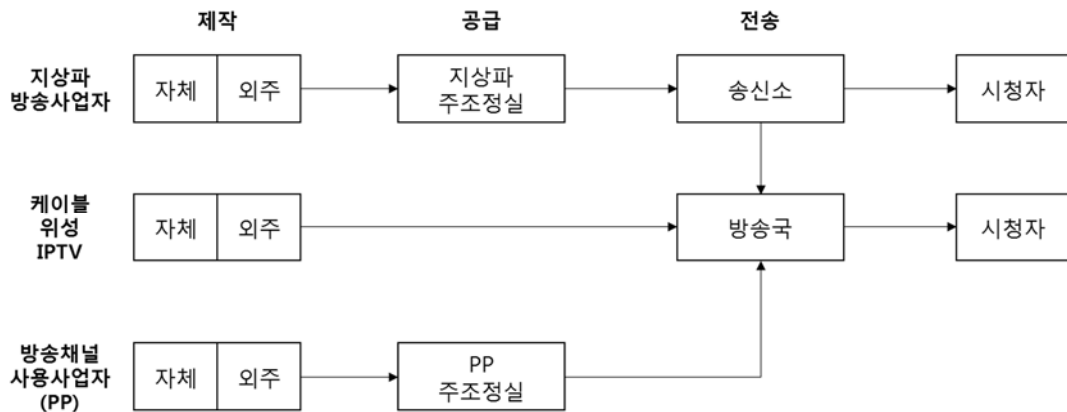 제작 공급 전송
지상파
방송사업자
자체 외주
지상파
주조정실
송신소
시청자
케이블
위성
IPTV
자체 외주
방송국
시청자
방송채널
사용사업자
(PP)
자체 외주
PP
주조정실